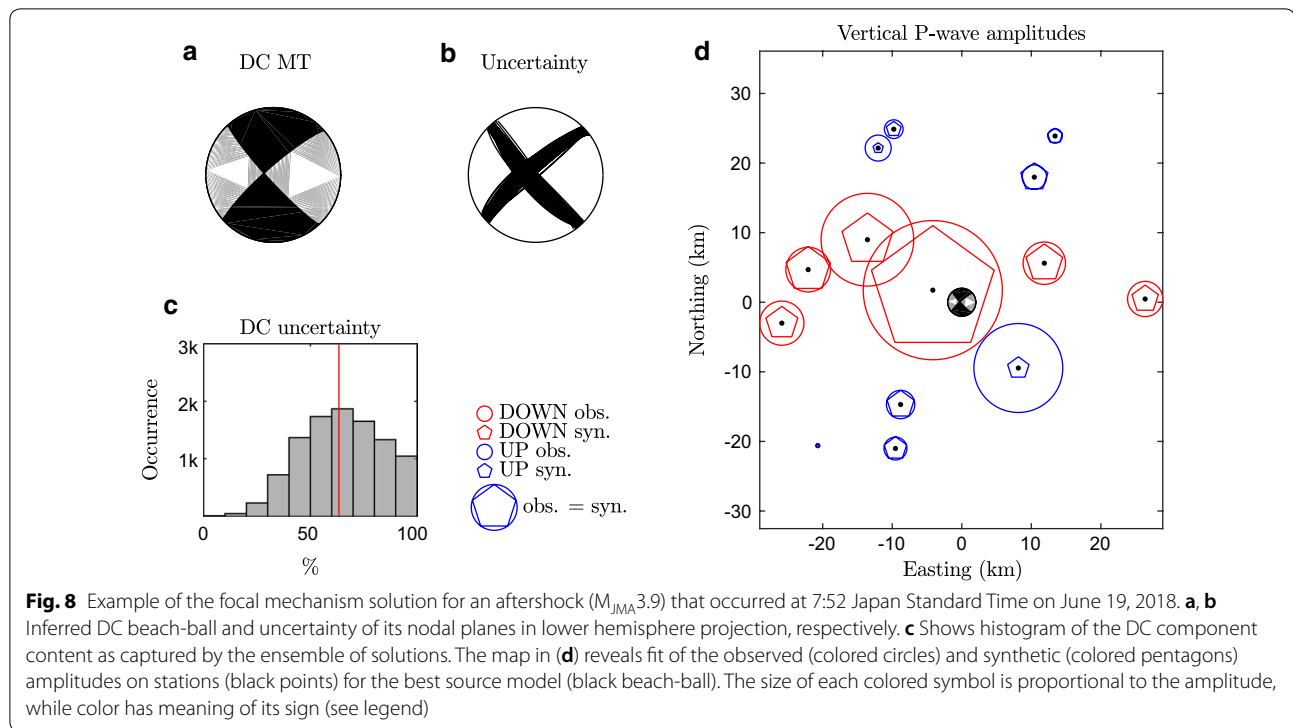 a
DC MT
b
Uncertainty
c
DC uncertainty
3k
2k
1k
Occurrence
0
50
100
%
DOWN obs.
DOWN syn.
UP obs.
UP syn.
obs. = syn.
d
Vertical P-wave amplitudes
30
20
10
0
-10
-20
-30
Northing (km)
-20
-10
0
10
20
Easting (km)
Fig. 8 Example of the focal mechanism solution for an aftershock (MJMA3.9) that occurred at 7:52 Japan Standard Time on June 19, 2018. a, b
Inferred DC beach-ball and uncertainty of its nodal planes in lower hemisphere projection, respectively. c Shows histogram of the DC component
content as captured by the ensemble of solutions. The map in (d) reveals fit of the observed (colored circles) and synthetic (colored pentagons)
amplitudes on stations (black points) for the best source model (black beach-ball). The size of each colored symbol is proportional to the amplitude,
while color has meaning of its sign (see legend)